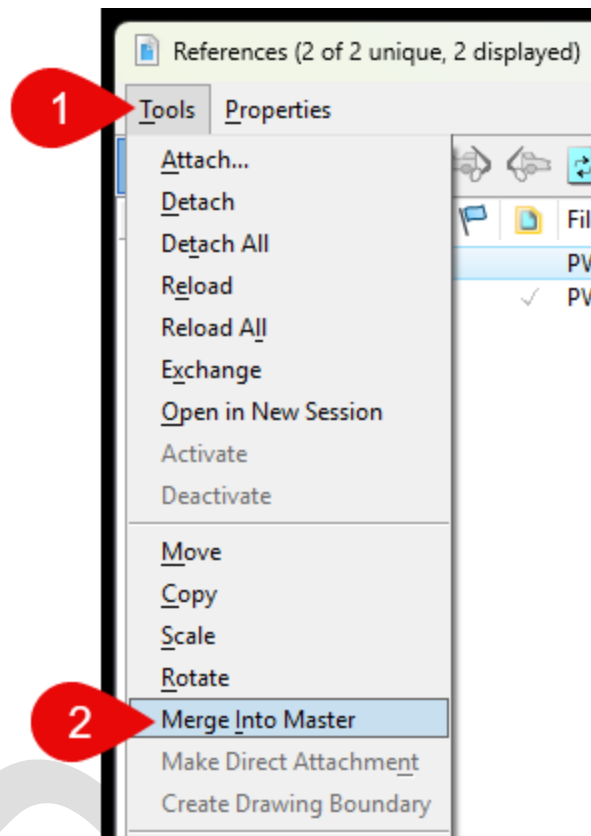 References (2 of 2 unique, 2 displayed)
1
Tools Properties
Attach...
Detach
Detach All
Reload
Reload All
Exchange
Open in New Session
Activate
Deactivate
Move
Copy
Scale
Rotate
2
Merge Into Master
Make Direct Attachment
Create Drawing Boundary
Fil
PV
PV